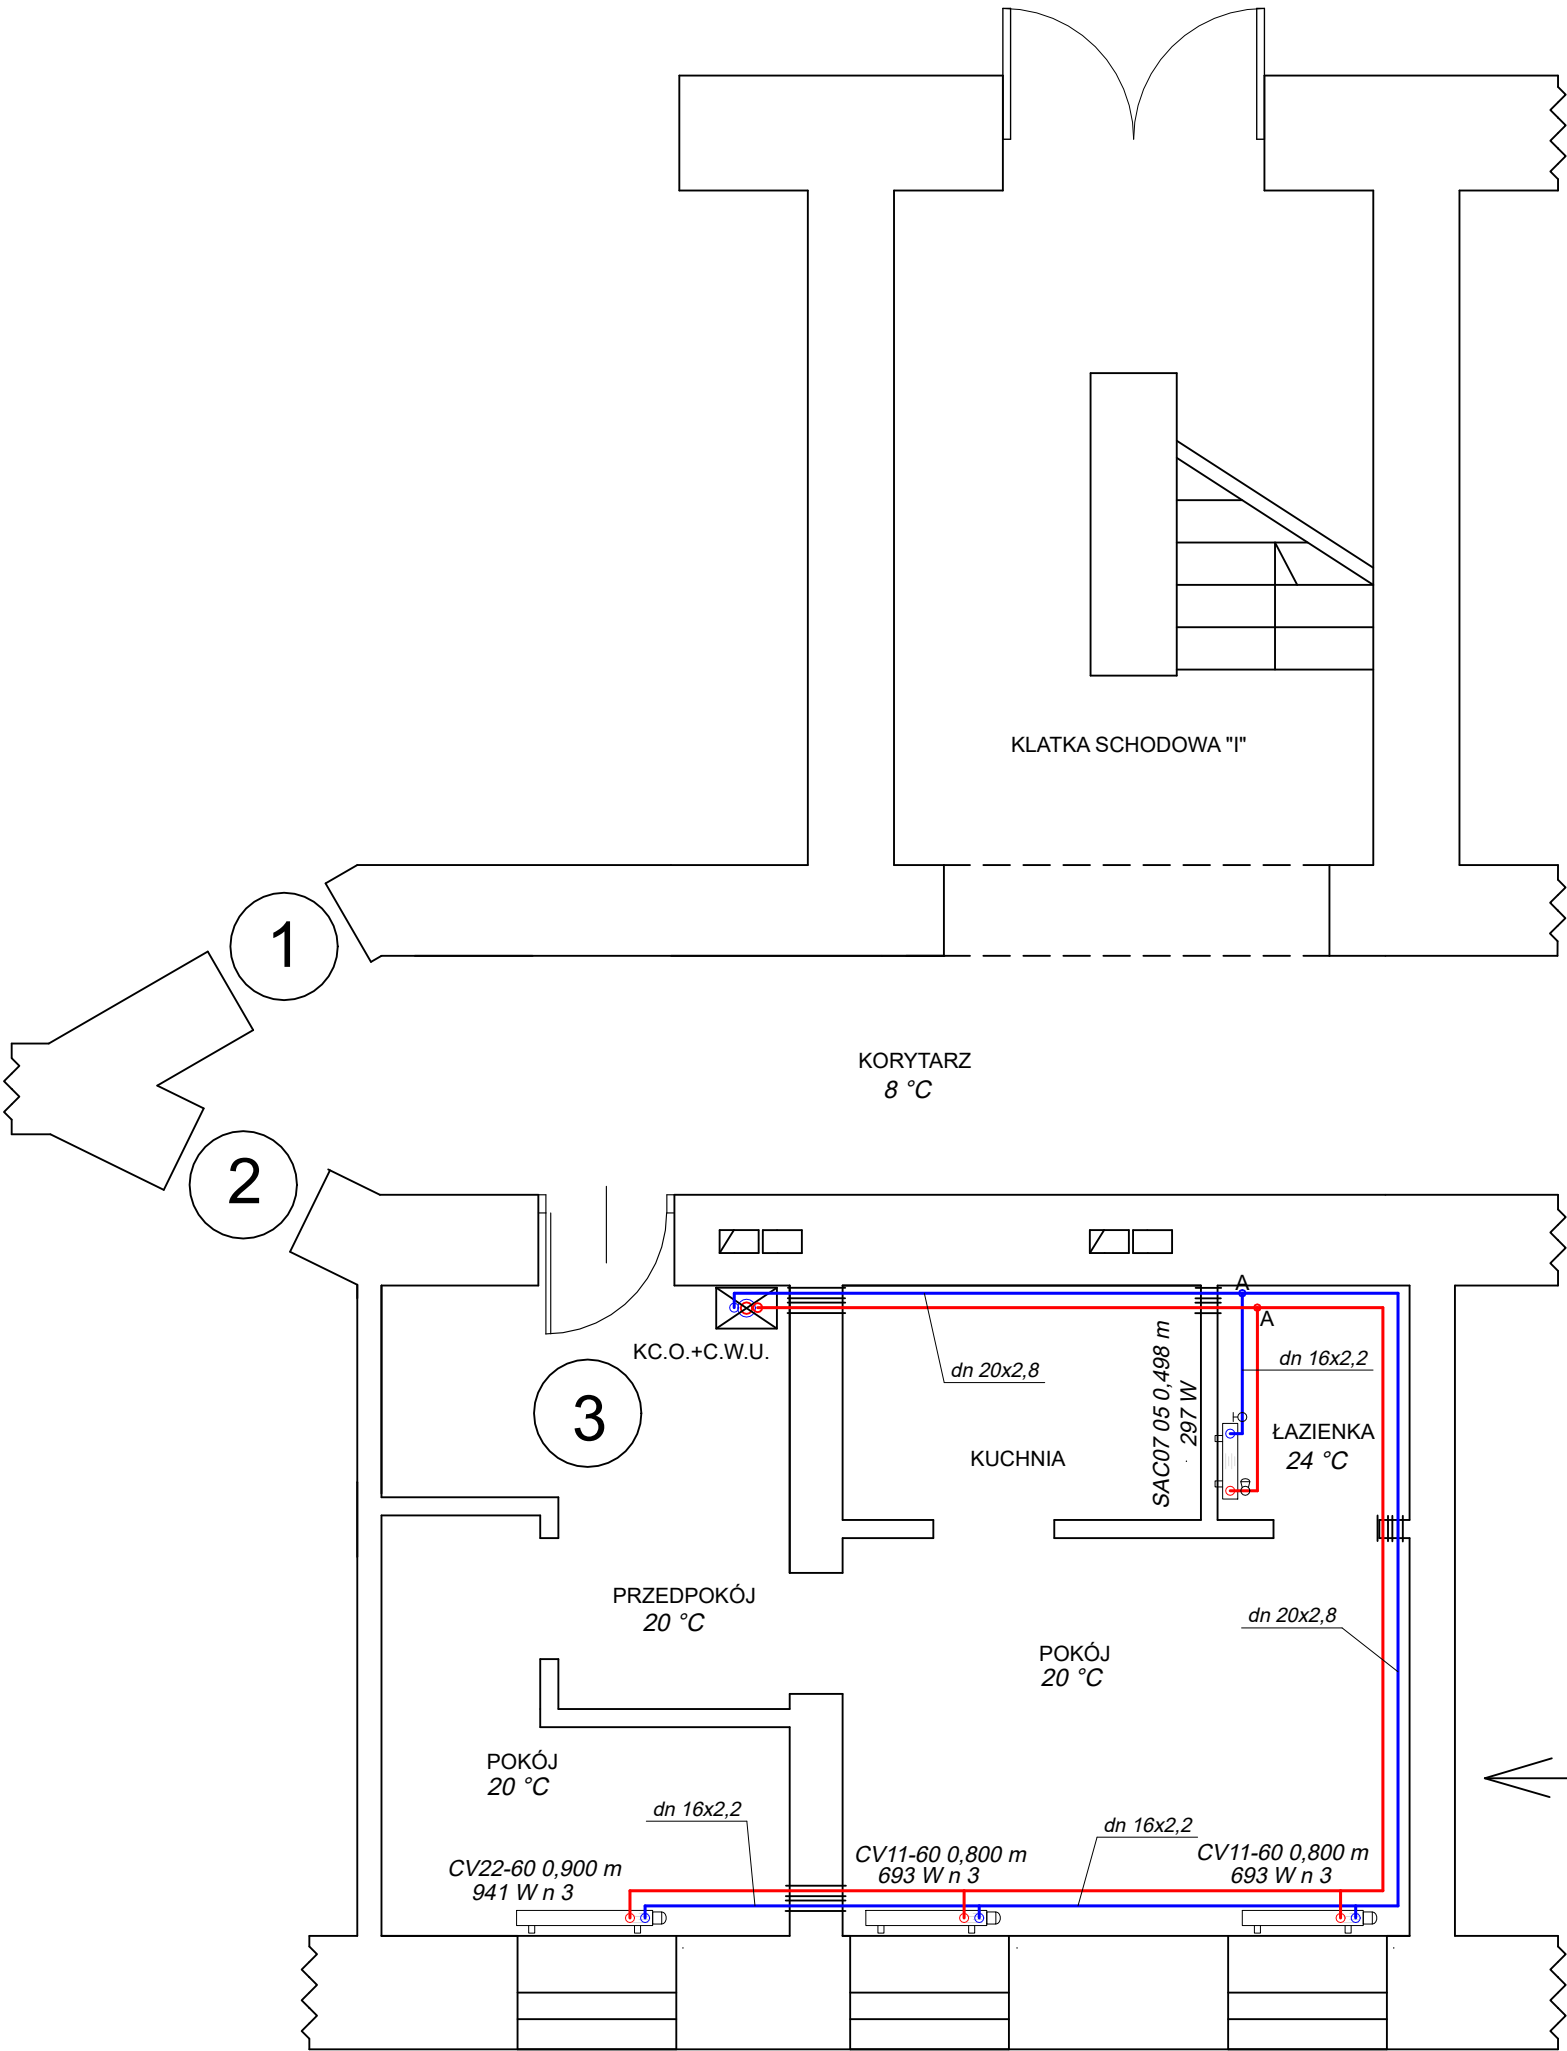 KLATKA SCHODOWA "I"
1
KORYTARZ
8 °C
2
A
A
KC.O.+C.W.U.
dn 20x2,8
SAC07 05 0,498 m
297 W
dn 16x2,2
3
KUCHNIA
ŁAZIENKA
24 °C
PRZEDPOKÓJ
20 °C
dn 20x2,8
POKÓJ
20 °C
POKÓJ
20 °C
dn 16x2,2
dn 16x2,2
CV22-60 0,900 m
941 W n 3
CV11-60 0,800 m
693 W n 3
CV11-60 0,800 m
693 W n 3